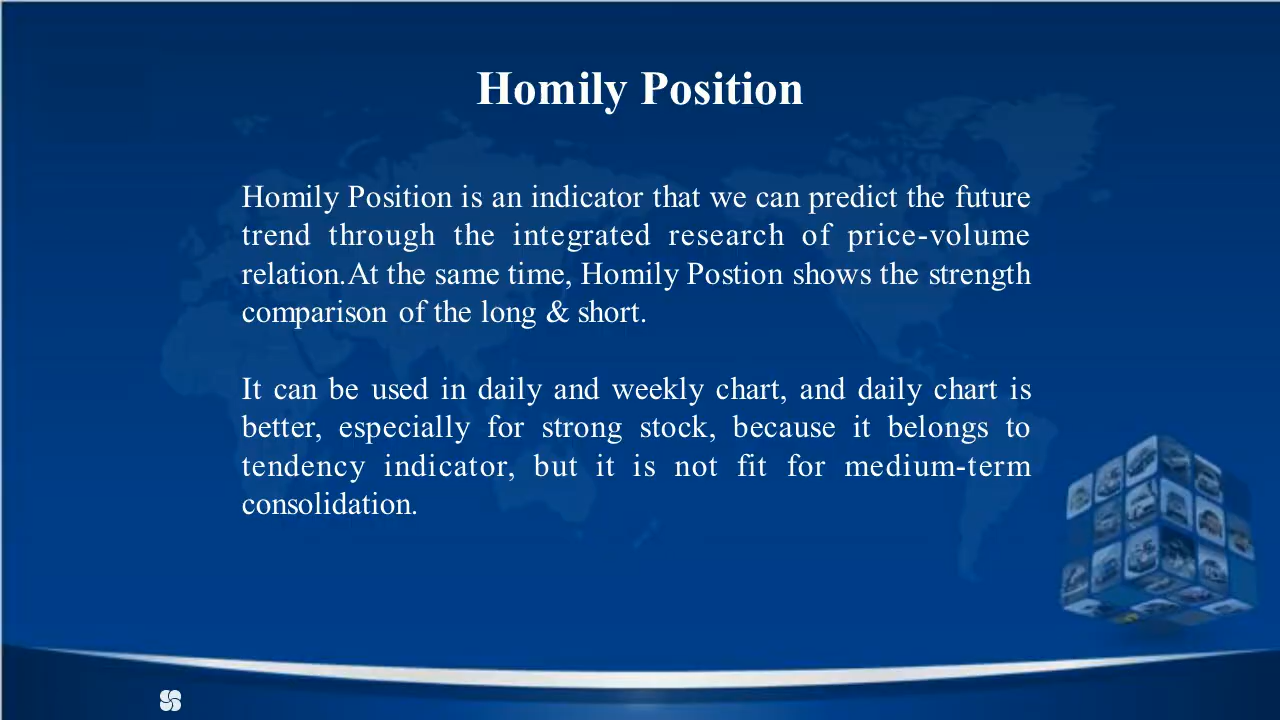 Homily Position
Homily Position is an indicator that we can predict the future
trend through the integrated research of price-volume
relation.At the same time, Homily Postion shows the strength
comparison of the long & short.
It can be used in daily and weekly chart, and daily chart is
better, especially for strong stock, because it belongs to
tendency indicator, but it is not fit for medium-term
consolidation.